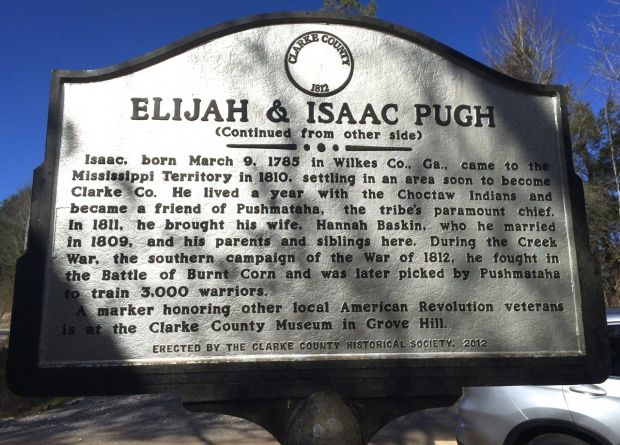 CLARKE COUNTY
1812
ELIJAH & ISAAC PUGH
(Continued from other side)
Isaac, born March 9, 1785 in Wilkes Co., Ga., came to the
Mississippi Territory in 1810, settling in an area soon to become
Clarke Co. He lived a year with the Choctaw Indians and
became a friend of Pushmataha, the tribe's paramount chief.
In 1811, he brought his wife, Hannah Baskin, who he married
in 1809, and his parents and siblings here. During the Creek
War, the southern campaign of the War of 1812, he fought in
the Battle of Burnt Corn and was later picked by Pushmataha
to train 3,000 warriors.
A marker honoring other local American Revolution veterans
is at the Clarke County Museum in Grove Hill.
ERECTED BY THE CLARKE COUNTY HISTORICAL SOCIETY, 2012